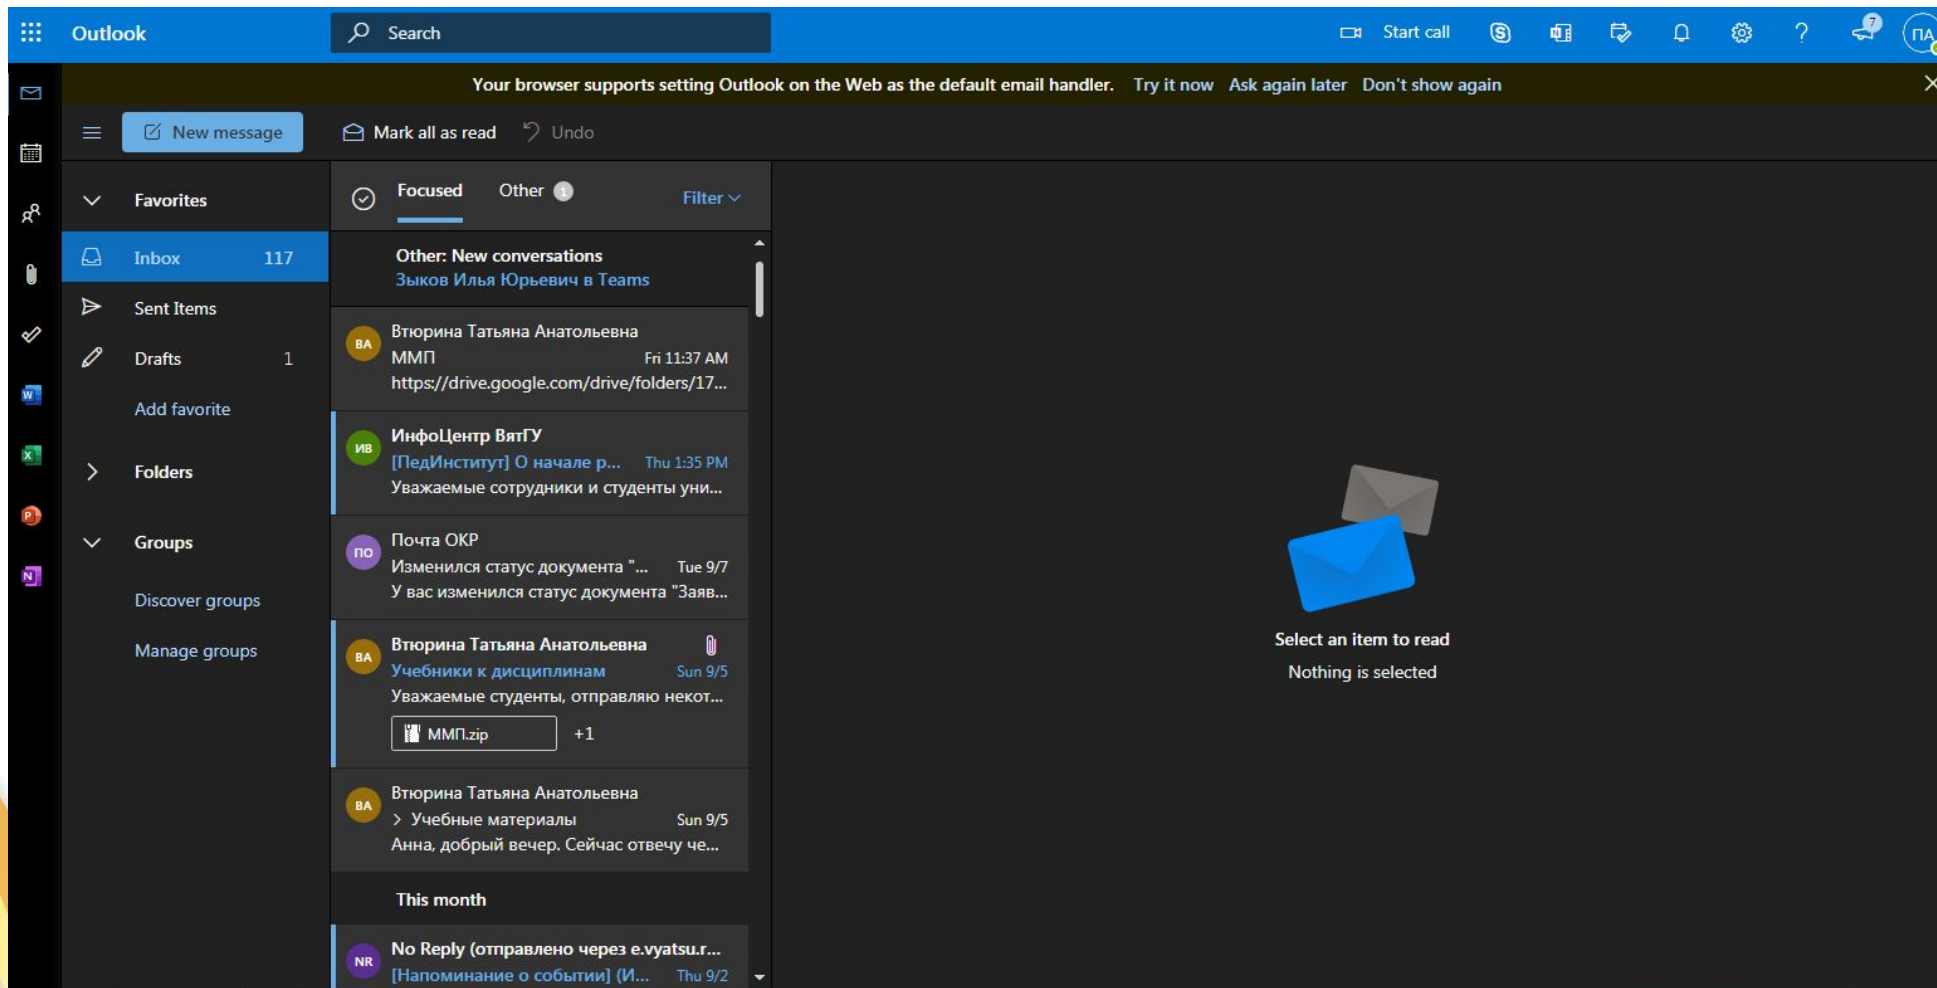 Outlook
Search
Start call
7
ПА
Your browser supports setting Outlook on the Web as the default email handler. Try it now Ask again later Don't show again
New message
Mark all as read
Undo
Favorites
Inbox 117
Sent Items
Drafts 1
Add favorite
Folders
Groups
Discover groups
Manage groups
Focused
Other 1
Filter
Other: New conversations
Зыков Илья Юрьевич в Teams
ВА
Втюрина Татьяна Анатольевна
ММП Fri 11:37 AM
https://drive.google.com/drive/folders/17...
ИВ
ИнфоЦентр ВятГУ
[ПедИнститут] О начале р... Thu 1:35 PM
Уважаемые сотрудники и студенты уни...
ПО
Почта ОКР
Изменился статус документа "... Tue 9/7
У вас изменился статус документа "Заяв...
ВА
Втюрина Татьяна Анатольевна
Учебники к дисциплинам Sun 9/5
Уважаемые студенты, отправляю некот...
ММП.zip +1
ВА
Втюрина Татьяна Анатольевна
> Учебные материалы Sun 9/5
Анна, добрый вечер. Сейчас отвечу че...
This month
NR
No Reply (отправлено через e.vyatsu.r...
[Напоминание о событии] (И... Thu 9/2
Select an item to read
Nothing is selected